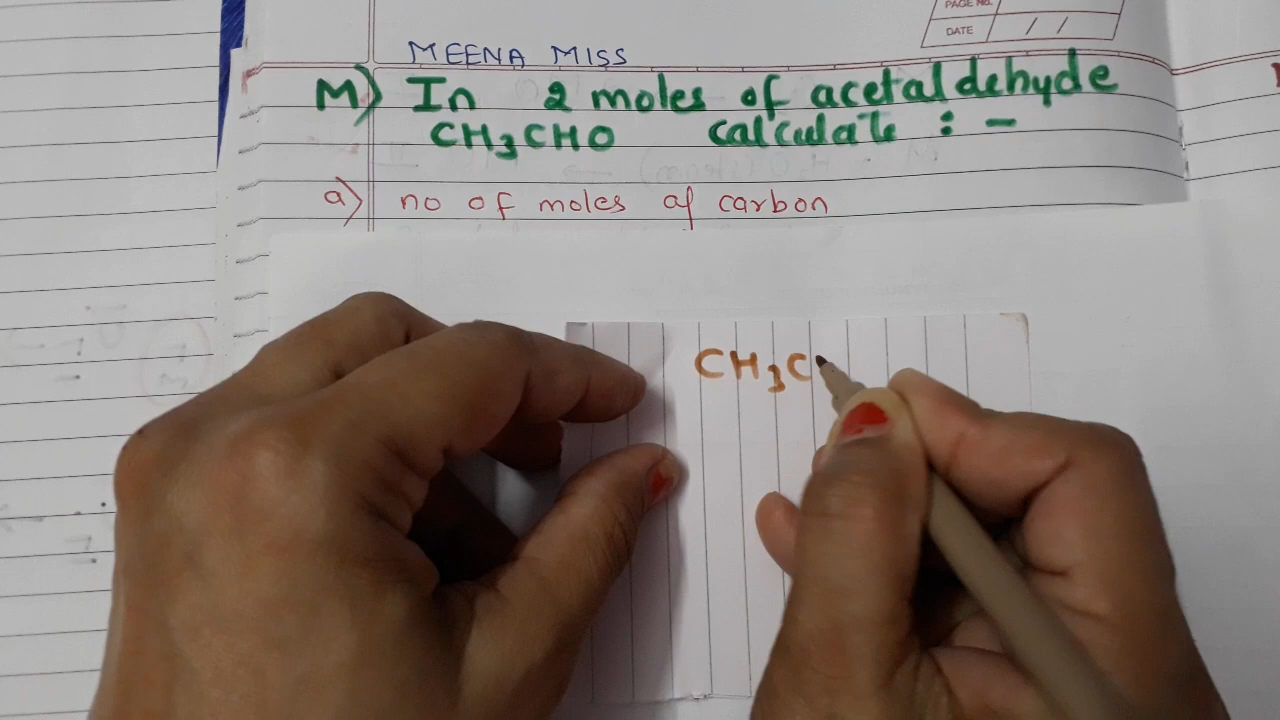 PAGE No.
DATE / /
MEENA MISS
M) In 2 moles of acetaldehyde
CH3CHO calculate : -
a) no of moles of carbon
CH3C